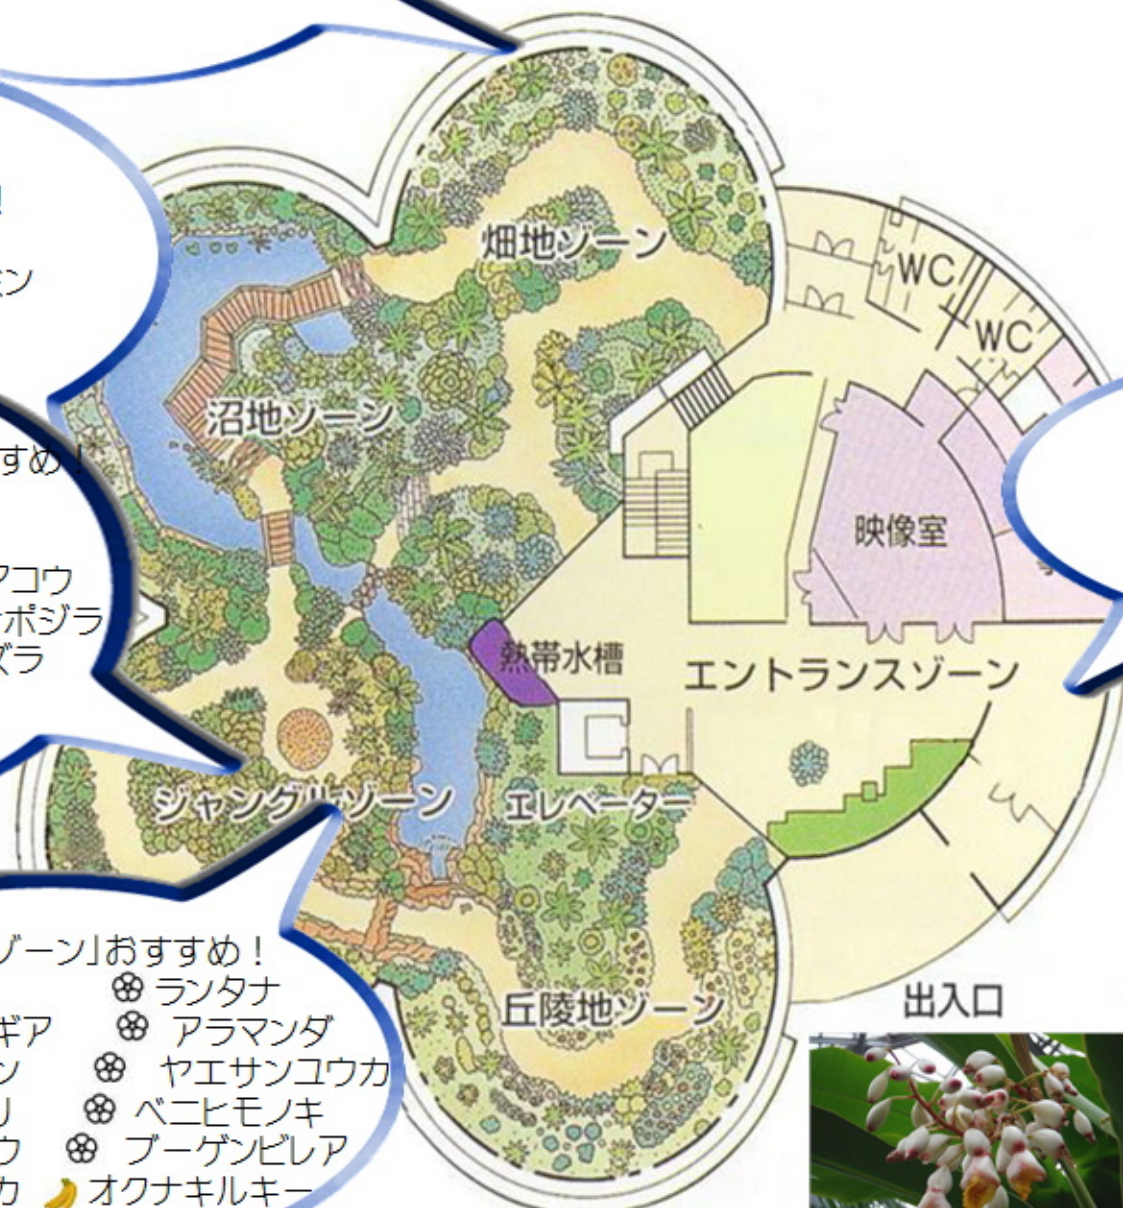 畑地ゾーン
WC
WC
沼地ゾーン
映像室
熱帯水槽
エントランスゾーン
ジャングルゾーン
エレベーター
丘陵地ゾーン
出入口
ン
すめ!
アコウ
ポジラ
ズラ
ゾーン」おすすめ!
ランタナ
ギア アラマンダ
ン ヤエサンユウカ
リ ベニヒモノキ
ウ ブーゲンビレア
カ オクナキルキー